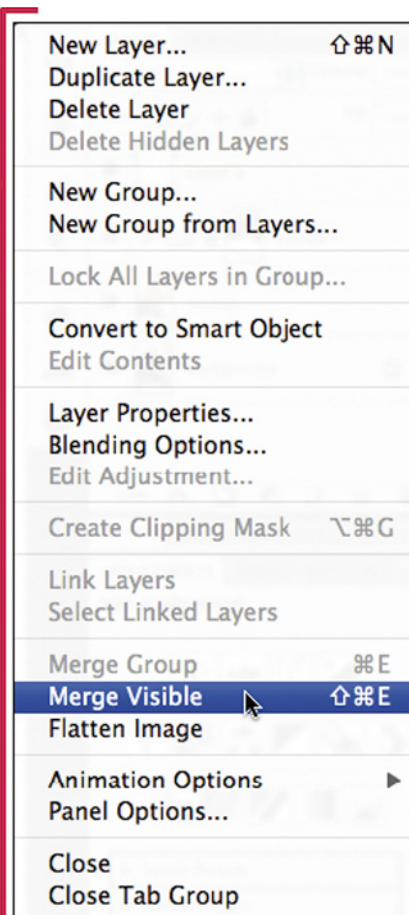 New Layer... ⇧⌘N
Duplicate Layer...
Delete Layer
Delete Hidden Layers
New Group...
New Group from Layers...
Lock All Layers in Group...
Convert to Smart Object
Edit Contents
Layer Properties...
Blending Options...
Edit Adjustment...
Create Clipping Mask ⌥⌘G
Link Layers
Select Linked Layers
Merge Group ⌘E
Merge Visible ⇧⌘E
Flatten Image
Animation Options ▶
Panel Options...
Close
Close Tab Group